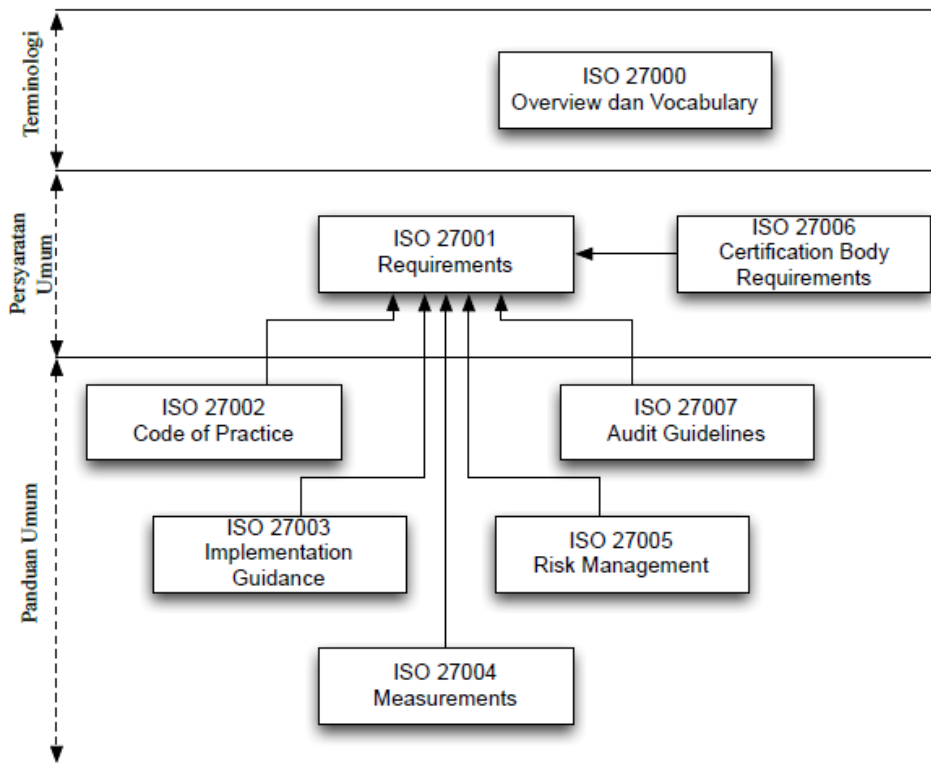 Terminologi
ISO 27000
Overview dan Vocabulary
Persyaratan
Umum
ISO 27001
Requirements
ISO 27006
Certification Body
Requirements
Panduan Umum
ISO 27002
Code of Practice
ISO 27007
Audit Guidelines
ISO 27003
Implementation
Guidance
ISO 27005
Risk Management
ISO 27004
Measurements